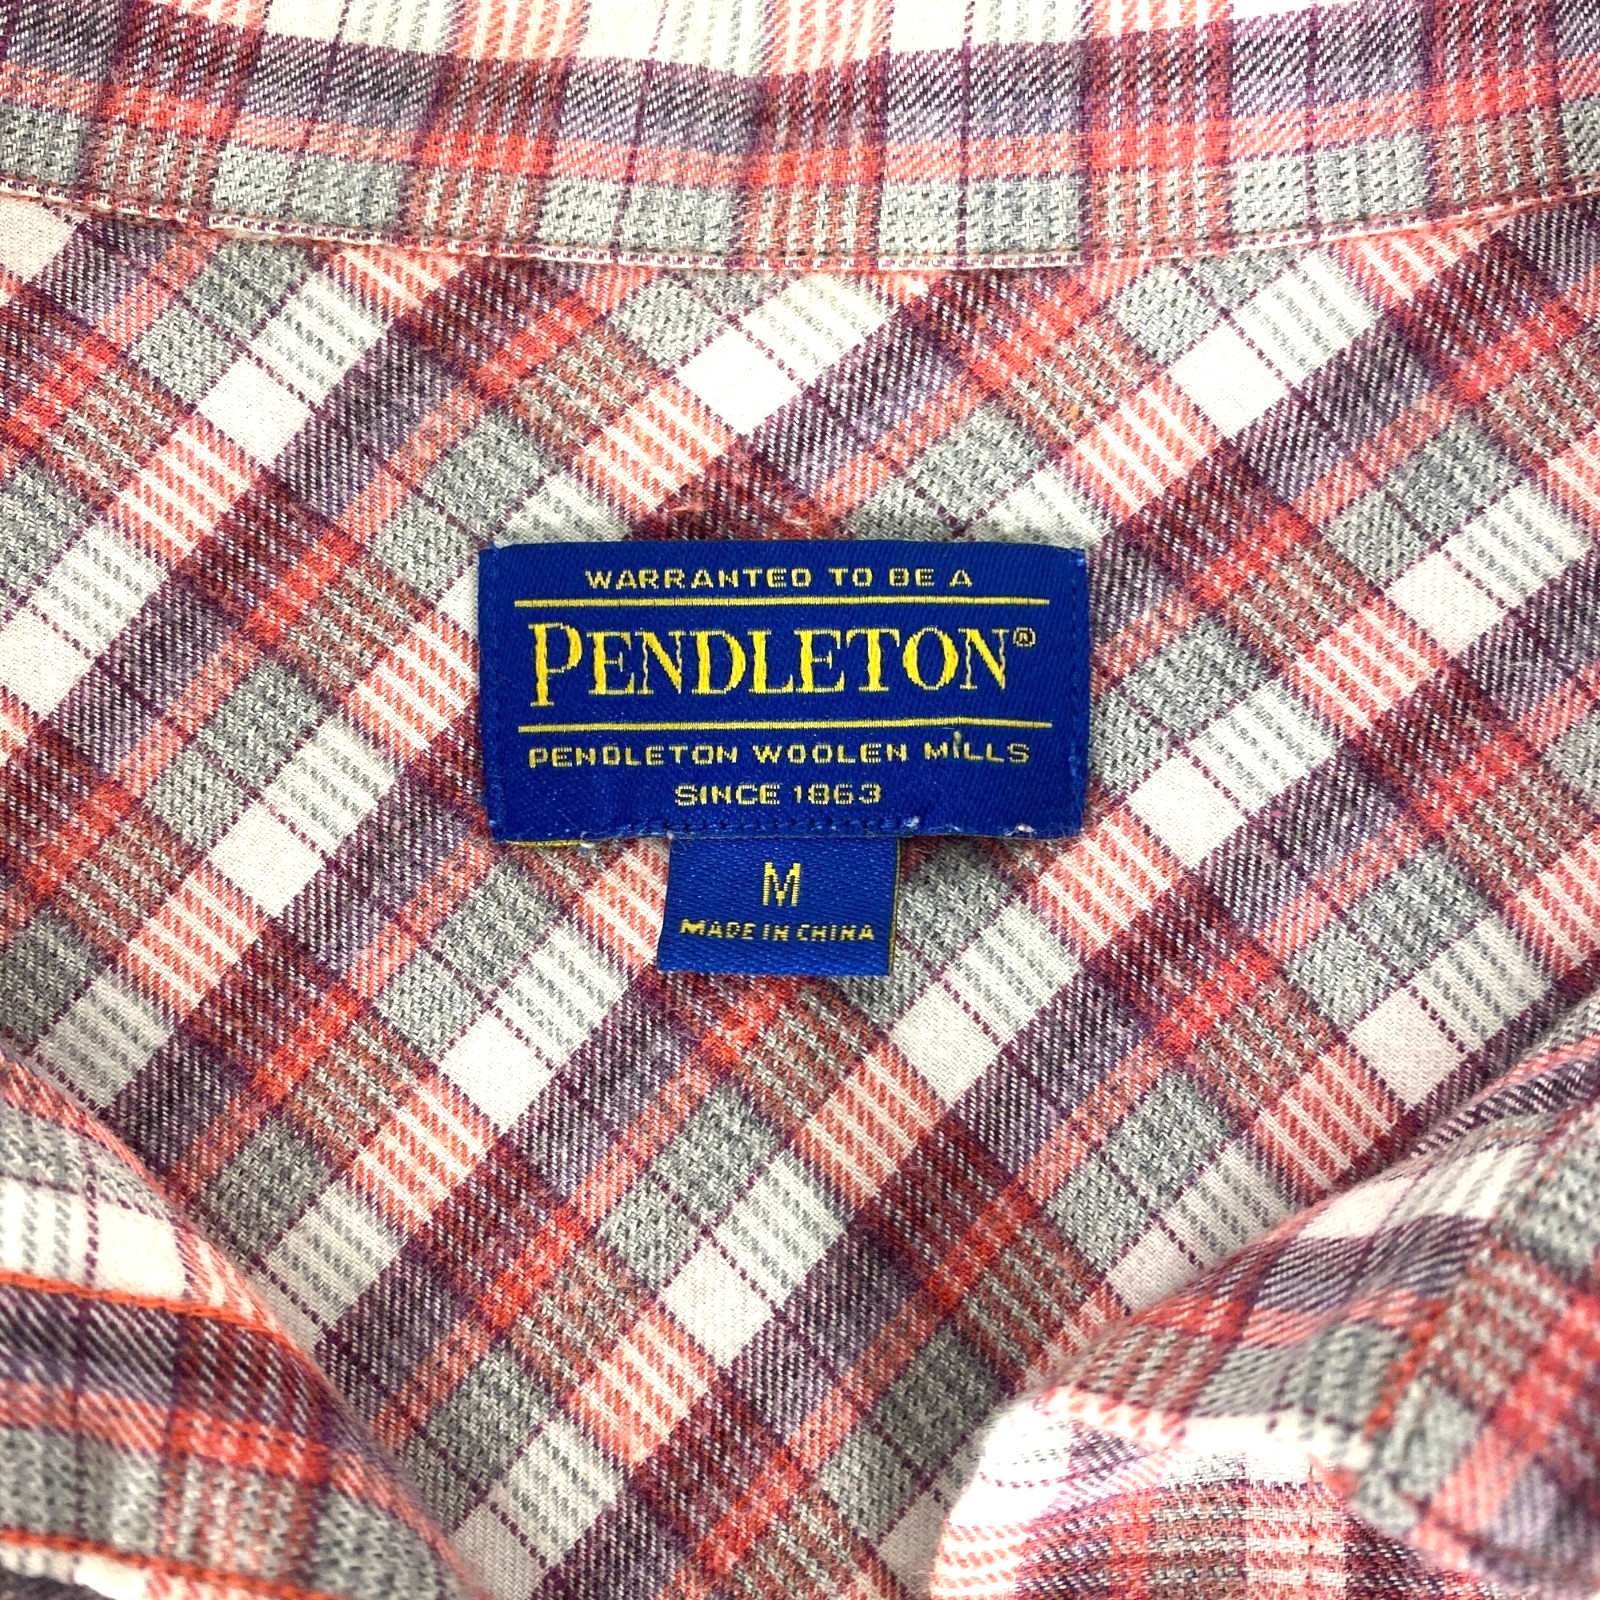 WARRANTED TO BE A
PENDLETON®
PENDLETON WOOLEN MILLS
SINCE 1863
M
MADE IN CHINA